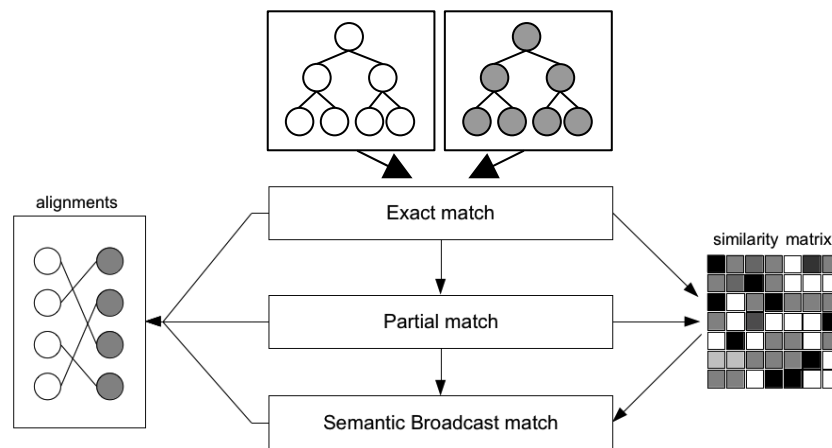 alignments
Exact match
similarity matrix
Partial match
Semantic Broadcast match